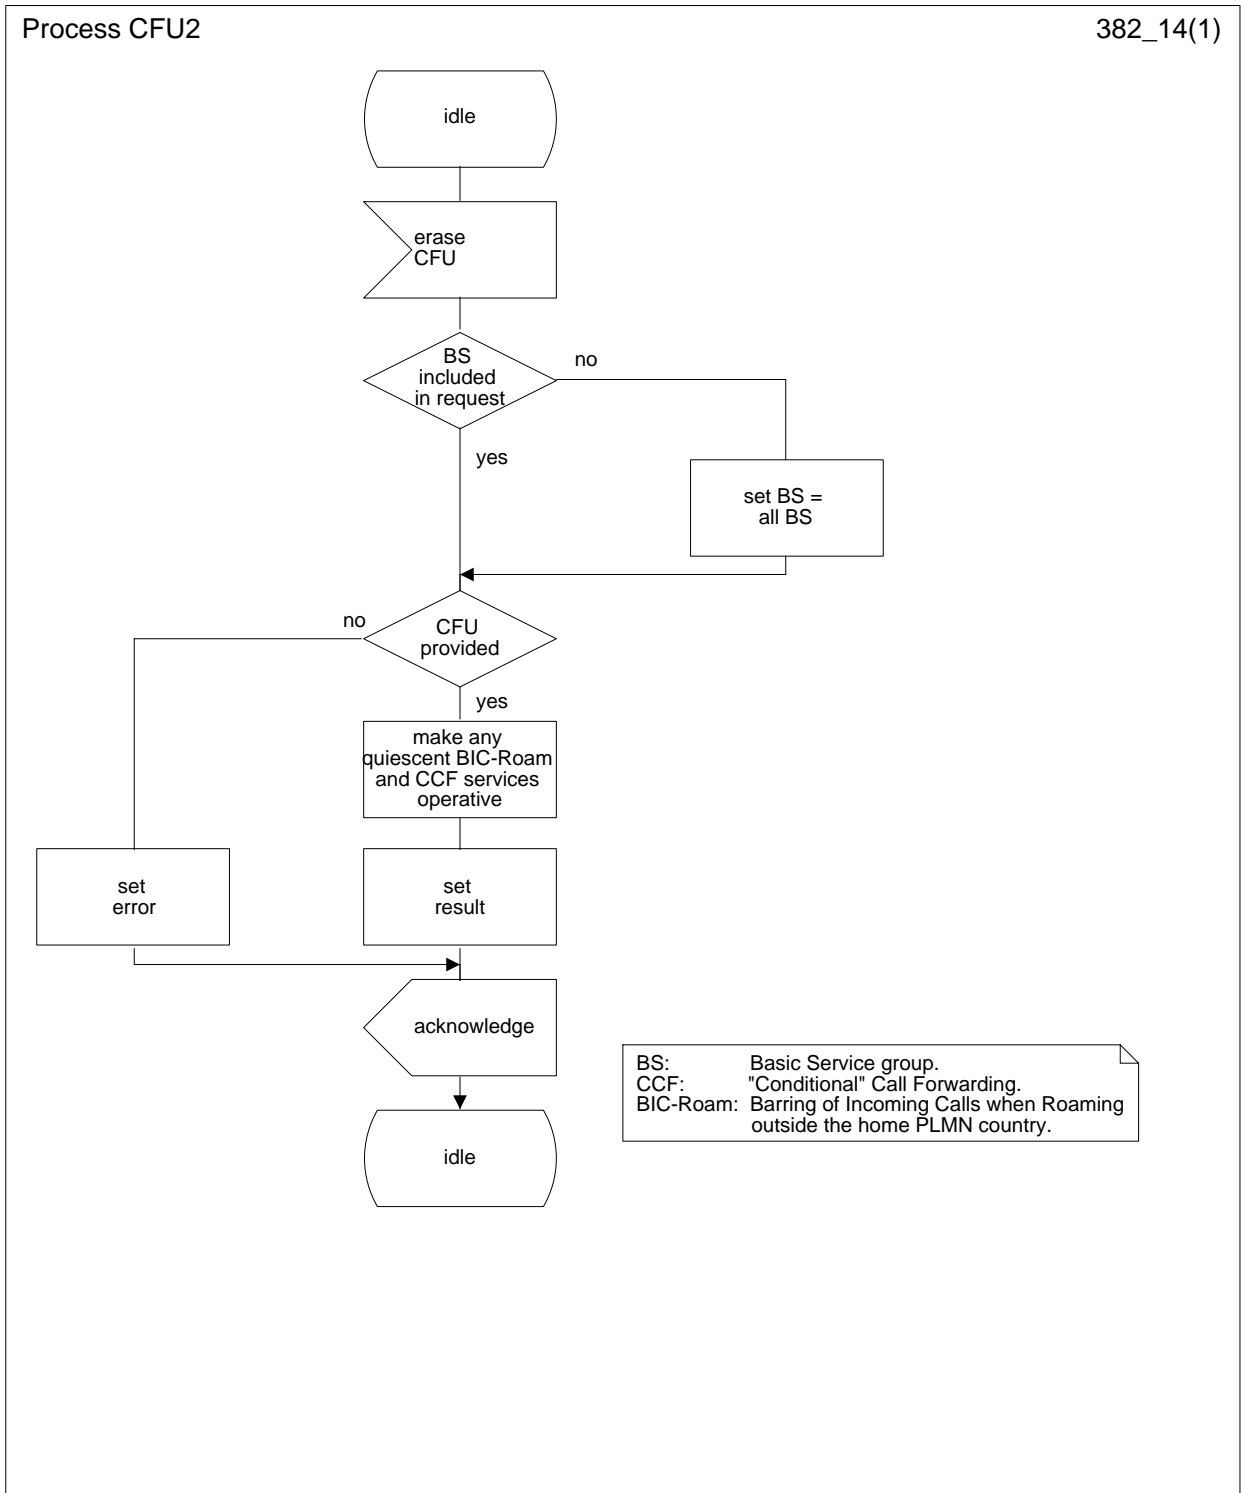 Process CFU2
382_14(1)
idle
erase
CFU
BS
included
in request
no
yes
set BS =
all BS
no
CFU
provided
yes
make any
quiescent BIC-Roam
and CCF services
operative
set
error
set
result
acknowledge
BS: Basic Service group.
CCF: "Conditional" Call Forwarding.
BIC-Roam: Barring of Incoming Calls when Roaming
outside the home PLMN country.
idle